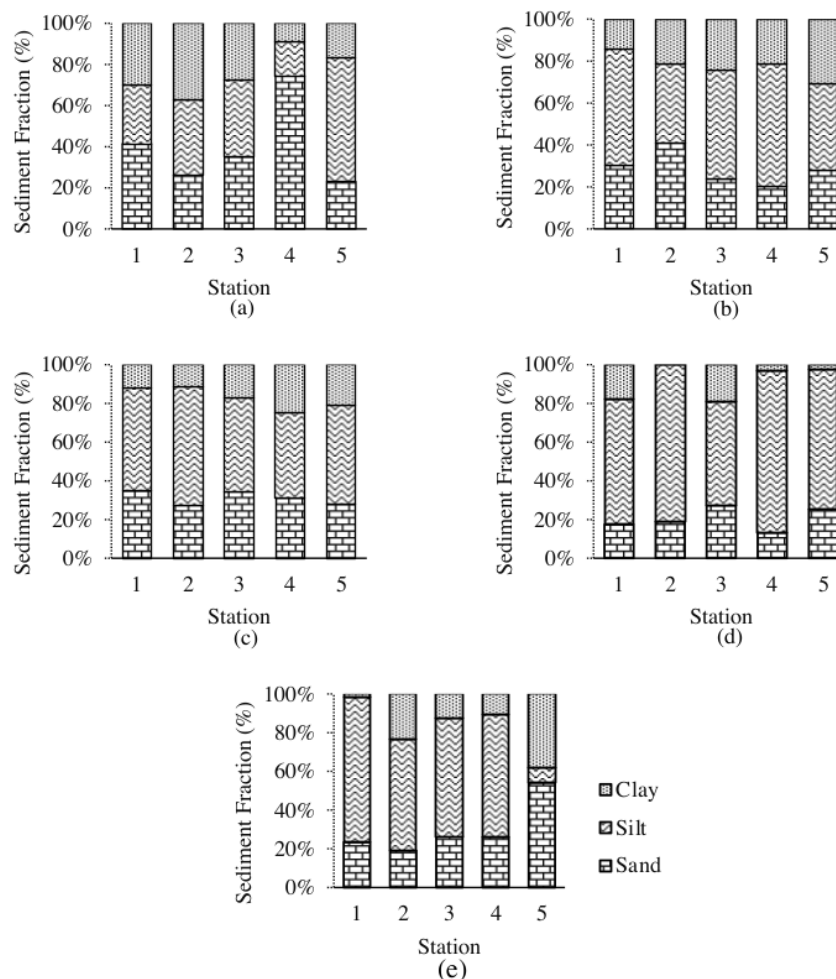 Sediment Fraction (%)
100%
80%
60%
40%
20%
0%
1 2 3 4 5
Station
(a)
Sediment Fraction (%)
100%
80%
60%
40%
20%
0%
1 2 3 4 5
Station
(b)
Sediment Fraction (%)
100%
80%
60%
40%
20%
0%
1 2 3 4 5
Station
(c)
Sediment Fraction (%)
100%
80%
60%
40%
20%
0%
1 2 3 4 5
Station
(d)
Sediment Fraction (%)
100%
80%
60%
40%
20%
0%
1 2 3 4 5
Station
(e)
Clay
Silt
Sand